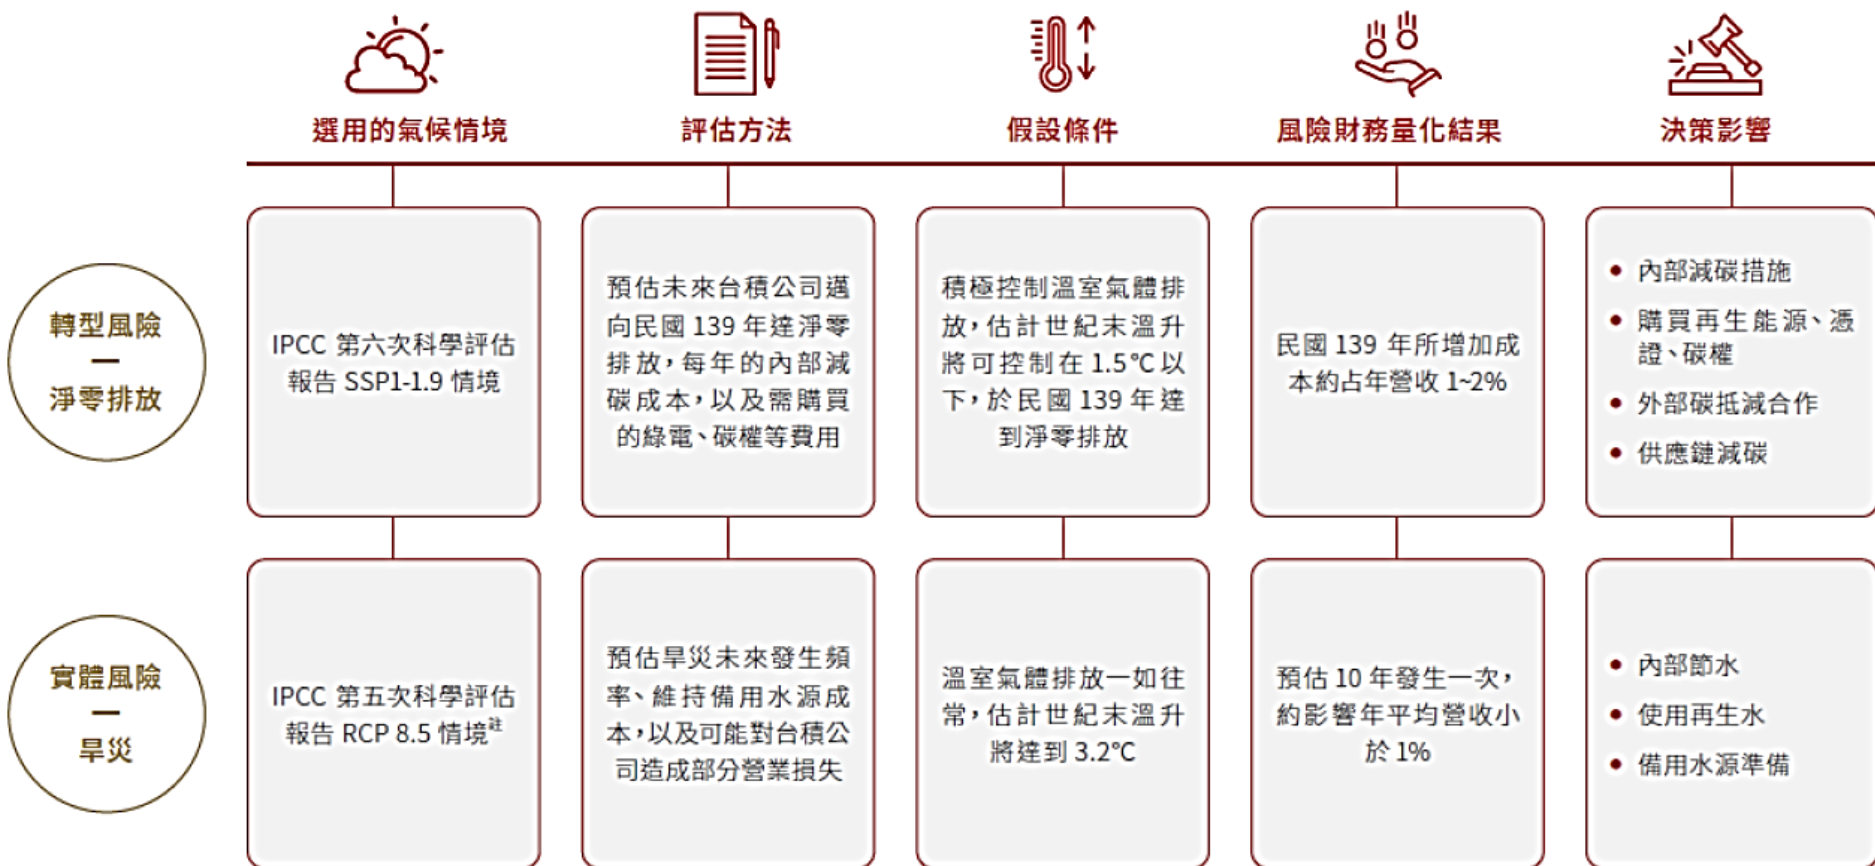 選用的氣候情境
評估方法
假設條件
風險財務量化結果
決策影響
轉型風險
—
淨零排放
IPCC 第六次科學評估
報告 SSP1-1.9 情境
預估未來台積公司邁
向民國 139 年達淨零
排放，每年的內部減
碳成本，以及需購買
的綠電、碳權等費用
積極控制溫室氣體排
放，估計世紀末溫升
將可控制在 1.5℃以
下，於民國 139 年達
到淨零排放
民國 139 年所增加成
本約占年營收 1~2%
• 內部減碳措施
• 購買再生能源、憑
證、碳權
• 外部碳抵減合作
• 供應鏈減碳
實體風險
—
旱災
IPCC 第五次科學評估
報告 RCP 8.5 情境註
預估旱災未來發生頻
率、維持備用水源成
本，以及可能對台積公
司造成部分營業損失
溫室氣體排放一如往
常，估計世紀末溫升
將達到 3.2℃
預估 10 年發生一次，
約影響年平均營收小
於 1%
• 內部節水
• 使用再生水
• 備用水源準備